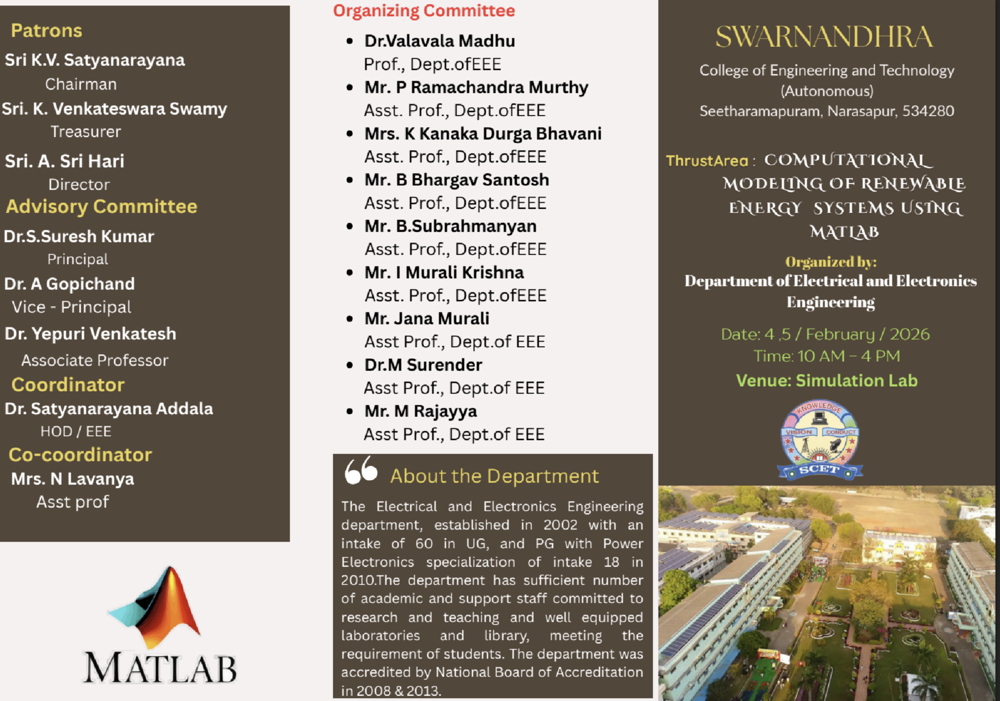 Patrons
Sri K.V. Satyanarayana
Chairman
Sri. K. Venkateswara Swamy
Treasurer
Sri. A. Sri Hari
Director
Advisory Committee
Dr.S.Suresh Kumar
Principal
Dr. A Gopichand
Vice - Principal
Dr. Yepuri Venkatesh
Associate Professor
Coordinator
Dr. Satyanarayana Addala
HOD / EEE
Co-coordinator
Mrs. N Lavanya
Asst prof
MATLAB
Organizing Committee
• Dr.Valavala Madhu
Prof., Dept.ofEEE
• Mr. P Ramachandra Murthy
Asst. Prof., Dept.ofEEE
• Mrs. K Kanaka Durga Bhavani
Asst. Prof., Dept.ofEEE
• Mr. B Bhargav Santosh
Asst. Prof., Dept.ofEEE
• Mr. B.Subrahmanyan
Asst. Prof., Dept.ofEEE
• Mr. I Murali Krishna
Asst. Prof., Dept.ofEEE
• Mr. Jana Murali
Asst Prof., Dept.of EEE
• Dr.M Surender
Asst Prof., Dept.of EEE
• Mr. M Rajayya
Asst Prof., Dept.of EEE
“ About the Department
The Electrical and Electronics Engineering
department, established in 2002 with an
intake of 60 in UG, and PG with Power
Electronics specialization of intake 18 in
2010.The department has sufficient number
of academic and support staff committed to
research and teaching and well equipped
laboratories and library, meeting the
requirement of students. The department was
accredited by National Board of Accreditation
in 2008 & 2013.
SWARNANDHRA
College of Engineering and Technology
(Autonomous)
Seetharamapuram, Narasapur, 534280
ThrustArea : COMPUTATIONAL
MODELING OF RENEWABLE
ENERGY SYSTEMS USING
MATLAB
Organized by:
Department of Electrical and Electronics
Engineering
Date: 4 ,5 / February / 2026
Time: 10 AM – 4 PM
Venue: Simulation Lab
KNOWLEDGE
VISION CONDUCT
SCET